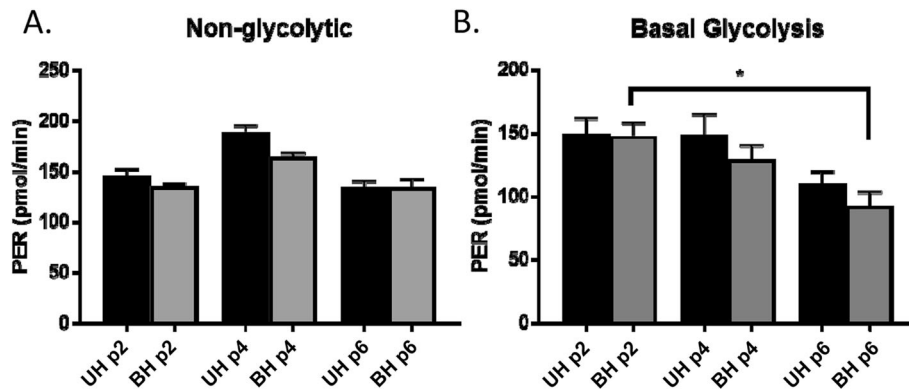 A.
Non-glycolytic
PER (pmol/min)
250
200
150
100
50
0
UH p2
BH p2
UH p4
BH p4
UH p6
BH p6
B.
Basal Glycolysis
PER (pmol/min)
200
150
100
50
0
*
UH p2
BH p2
UH p4
BH p4
UH p6
BH p6